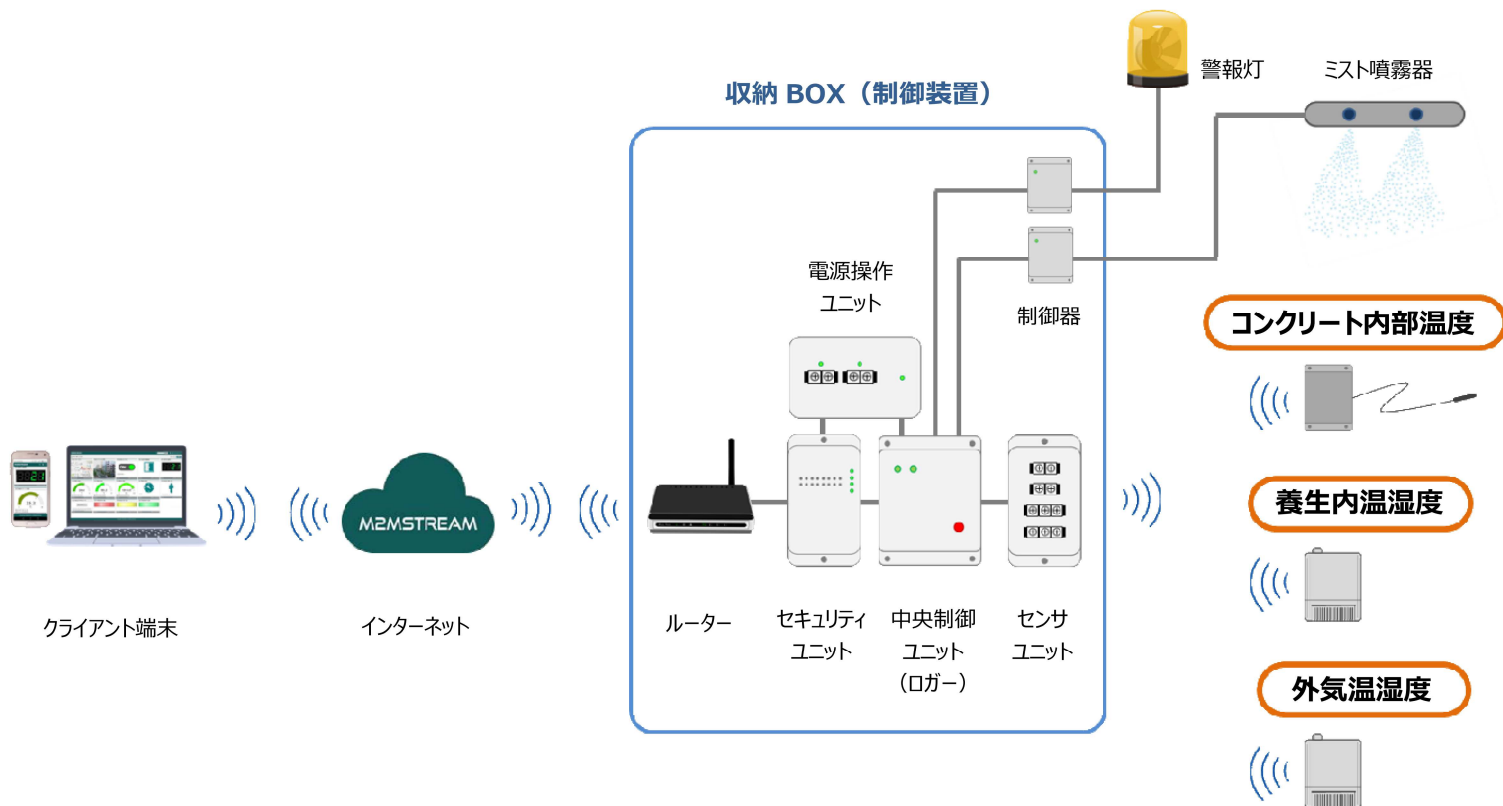 警報灯
ミスト噴霧器
収納 BOX（制御装置）
電源操作
ユニット
制御器
コンクリート内部温度
養生内温湿度
外気温湿度
M2MSTREAM
クライアント端末
インターネット
ルーター
セキュリティ
ユニット
中央制御
ユニット
（ロガー）
センサ
ユニット